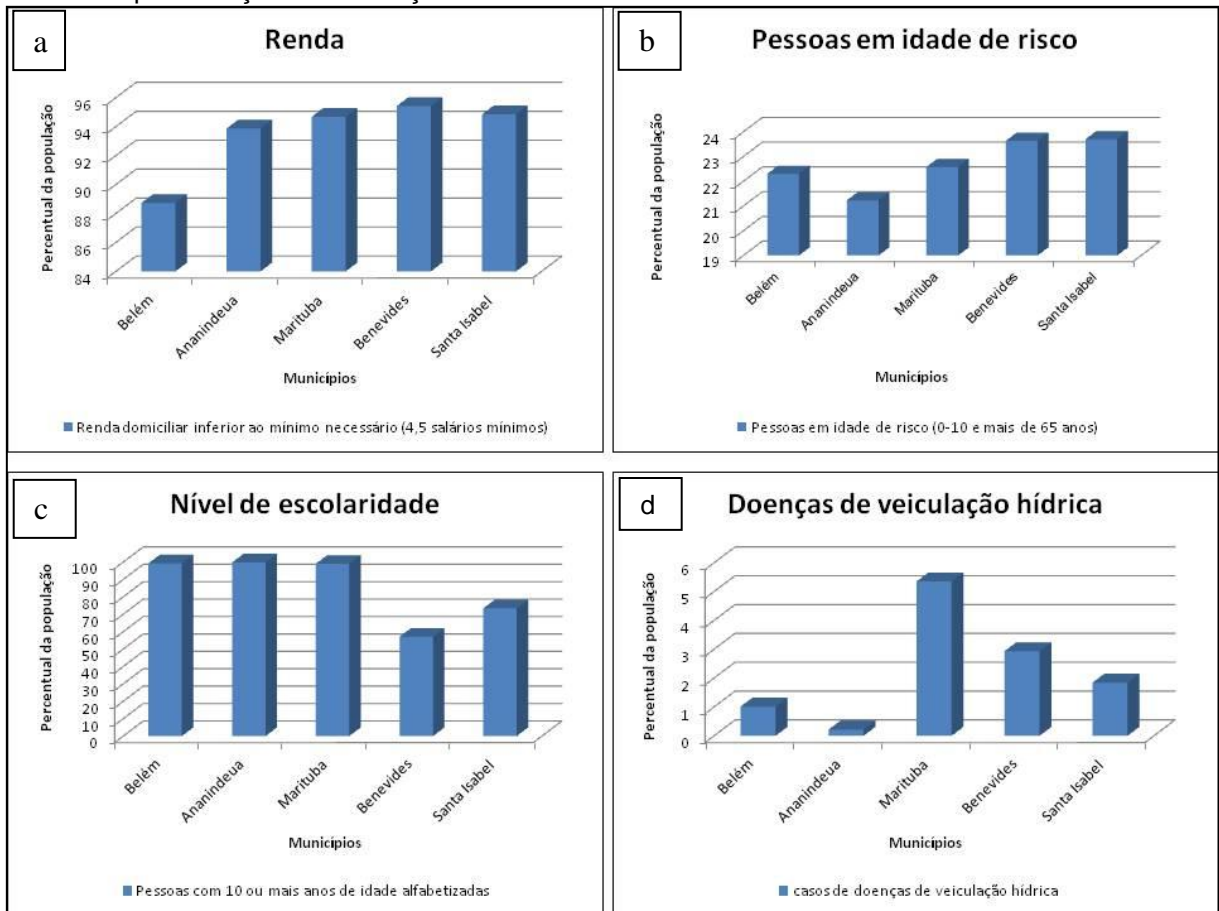 a
Renda
Percentual da população
96
94
92
90
88
86
84
Belém
Ananindeua
Marituba
Benevides
Santa Isabel
Municípios
Renda domiciliar inferior ao mínimo necessário (4,5 salários mínimos)
b
Pessoas em idade de risco
Percentual da população
24
23
22
21
20
19
Belém
Ananindeua
Marituba
Benevides
Santa Isabel
Municípios
Pessoas em idade de risco (0-10 e mais de 65 anos)
c
Nível de escolaridade
Percentual da população
100
90
80
70
60
50
40
30
20
10
0
Belém
Ananindeua
Marituba
Benevides
Santa Isabel
Municípios
Pessoas com 10 ou mais anos de idade alfabetizadas
d
Doenças de veiculação hídrica
Percentual da população
6
5
4
3
2
1
0
Belém
Ananindeua
Marituba
Benevides
Santa Isabel
Municípios
casos de doenças de veiculação hídrica